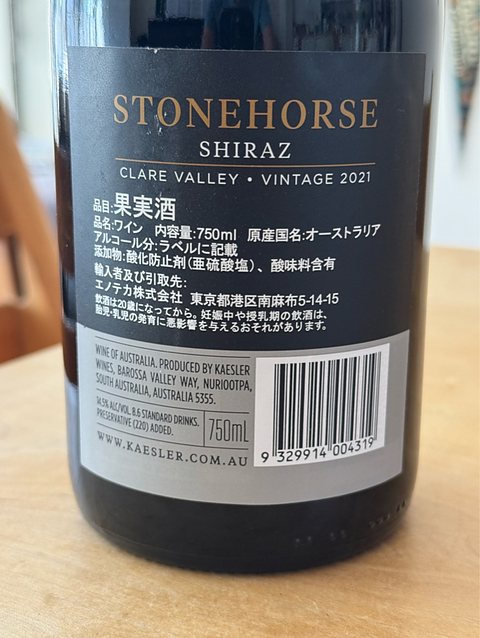 STONEHORSE
SHIRAZ
CLARE VALLEY • VINTAGE 2021
品目:果実酒
品名:ワイン 内容量:750ml 原産国名:オーストラリア
アルコール分:ラベルに記載
添加物:酸化防止剤(亜硫酸塩)、酸味料含有
輸入者及び引取先:
エノテカ株式会社 東京都港区南麻布5-14-15
飲酒は20歳になってから。妊娠中や授乳期の飲酒は、
胎児・乳児の発育に悪影響を与えるおそれがあります。
WINE OF AUSTRALIA. PRODUCED BY KAESLER
WINES, BAROSSA VALLEY WAY, NURIOOTPA,
SOUTH AUSTRALIA, AUSTRALIA 5355.
14.5% ALC/VOL. 8.6 STANDARD DRINKS.
PRESERVATIVE (220) ADDED.
750ml
WWW.KAESLER.COM.AU
9 329914 004319